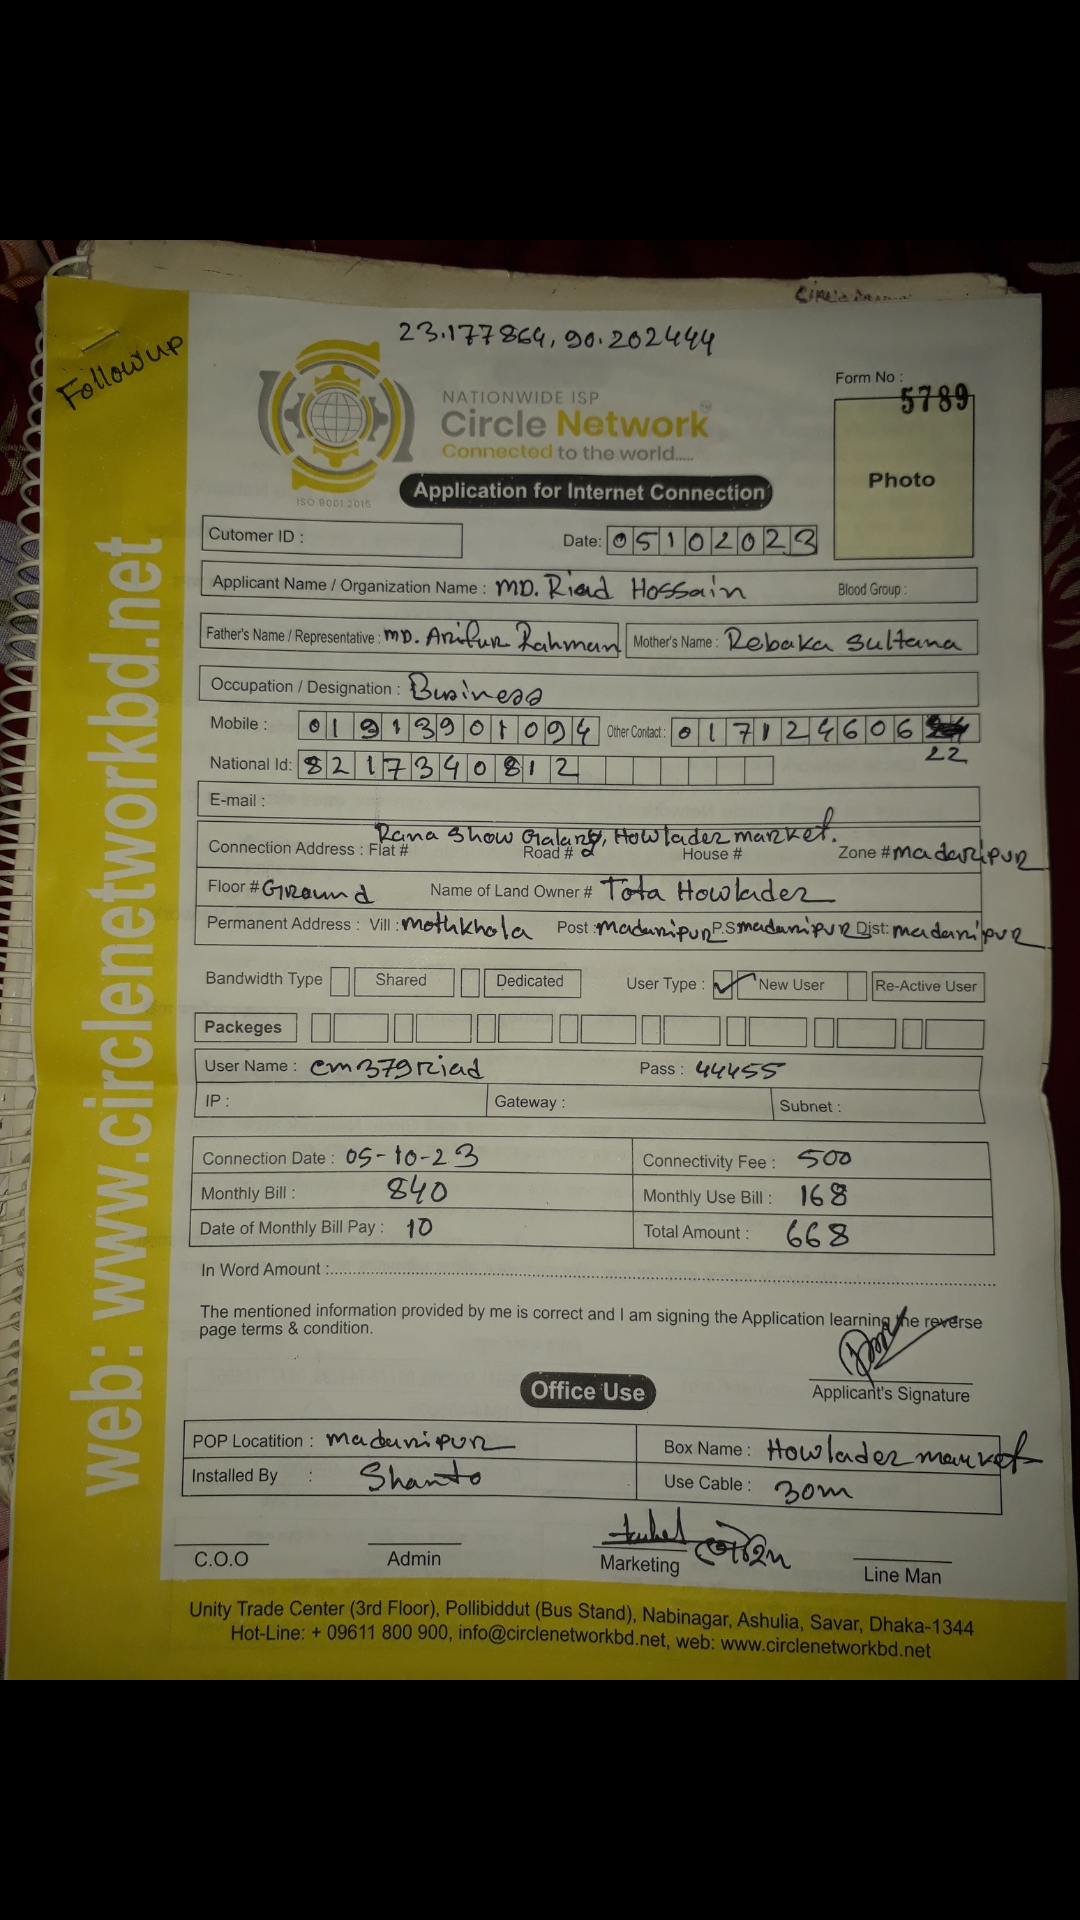 23.177864, 90.202444
Followup
Form No :
5789
NATIONWIDE ISP
Circle Network
Connected to the world.....
ISO 9001:2015
Photo
Application for Internet Connection
Cutomer ID :
Date: 05102023
Applicant Name / Organization Name : MD. Riad Hossain Blood Group :
Father's Name / Representative : MD. Arifur Rahman Mother's Name : Rebaka Sultana
Occupation / Designation : Business
Mobile : 01913901094 Other Contact : 017124606
22
National Id: 8217340812
E-mail :
Rana Show Galary, Howlader market.
Connection Address : Flat # Road # House # Zone # madaripur
Floor # Ground Name of Land Owner # Tota Howlader
Permanent Address : Vill : Mothkhola Post : Madaripur P.S madaripur Dist: madaripur
Bandwidth Type Shared Dedicated User Type : ✓ New User Re-Active User
Packeges
User Name : cm379riad Pass : 44455
IP : Gateway : Subnet :
Connection Date : 05-10-23 Connectivity Fee : 500
Monthly Bill : 840 Monthly Use Bill : 168
Date of Monthly Bill Pay : 10 Total Amount : 668
In Word Amount :
The mentioned information provided by me is correct and I am signing the Application learning the reverse
page terms & condition.
Applicant's Signature
Office Use
POP Locatition : Madaripur Box Name : Howlader market
Installed By : Shanto Use Cable : 30m
C.O.O Admin Marketing Line Man
Unity Trade Center (3rd Floor), Pollibiddut (Bus Stand), Nabinagar, Ashulia, Savar, Dhaka-1344
Hot-Line: + 09611 800 900, info@circlenetworkbd.net, web: www.circlenetworkbd.net
web: www.circlenetworkbd.net